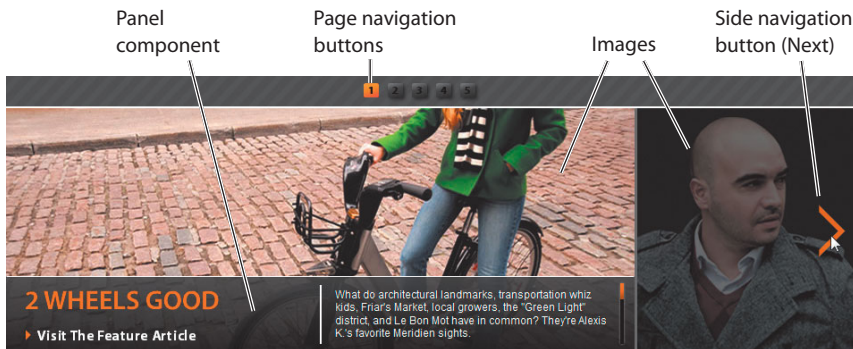 Panel
component
Page navigation
buttons
Images
Side navigation
button (Next)
1 2 3 4 5
2 WHEELS GOOD
Visit The Feature Article
What do architectural landmarks, transportation whiz
kids, Friar's Market, local growers, the "Green Light"
district, and Le Bon Mot have in common? They're Alexis
K.'s favorite Meridien sights.